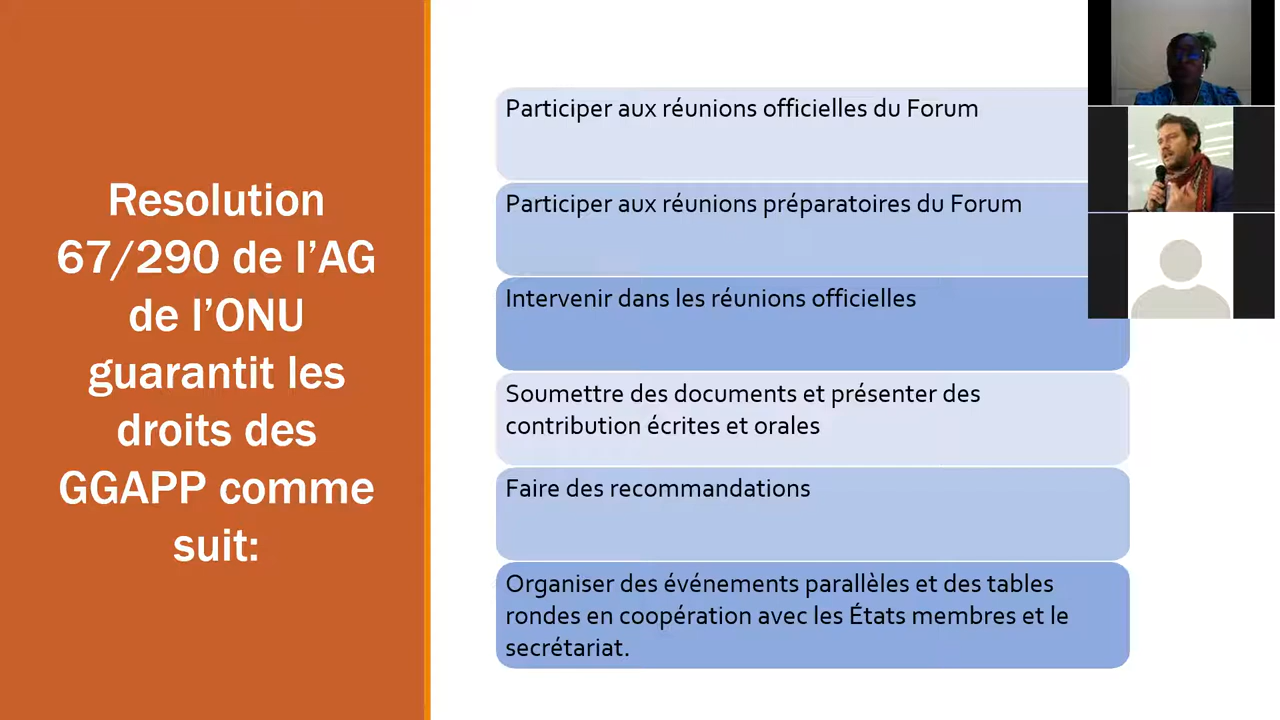 Resolution
67/290 de l’AG
de l’ONU
guarantit les
droits des
GGAPP comme
suit:
Participer aux réunions officielles du Forum
Participer aux réunions préparatoires du Forum
Intervenir dans les réunions officielles
Soumettre des documents et présenter des
contribution écrites et orales
Faire des recommandations
Organiser des événements parallèles et des tables
rondes en coopération avec les États membres et le
secrétariat.